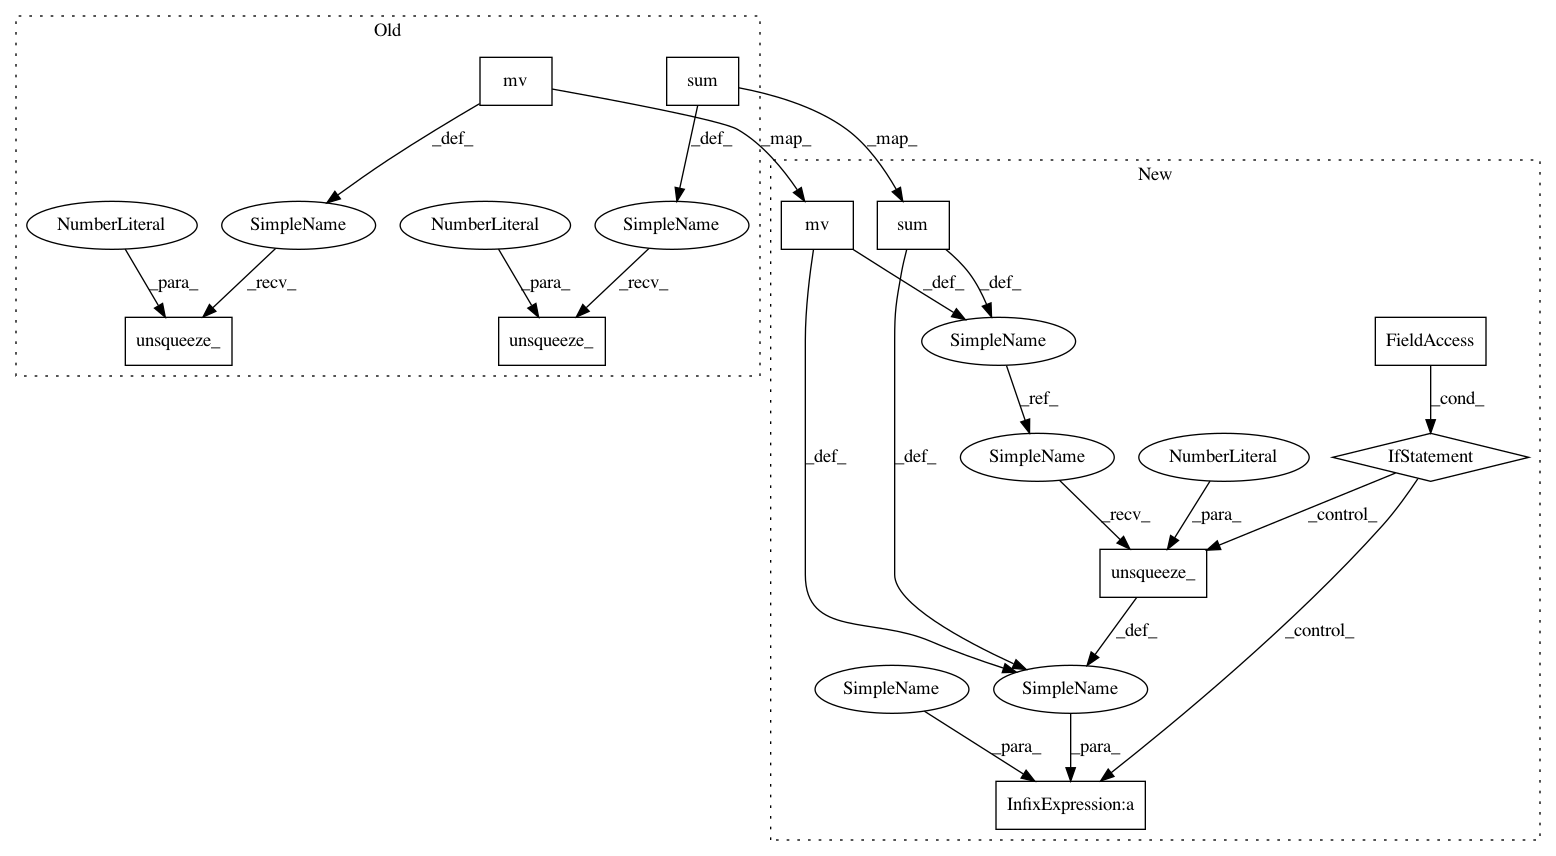 Old
mv
sum
_def_
_def_
_map_
_map_
New
NumberLiteral
SimpleName
NumberLiteral
SimpleName
mv
sum
_para_
_recv_
_para_
_recv_
_def_
_def_
unsqueeze_
unsqueeze_
SimpleName
FieldAccess
_ref_
_cond_
_def_
_def_
SimpleName
NumberLiteral
IfStatement
_recv_
_para_
_control_
unsqueeze_
_def_
_control_
SimpleName
SimpleName
_para_
_para_
InfixExpression:a